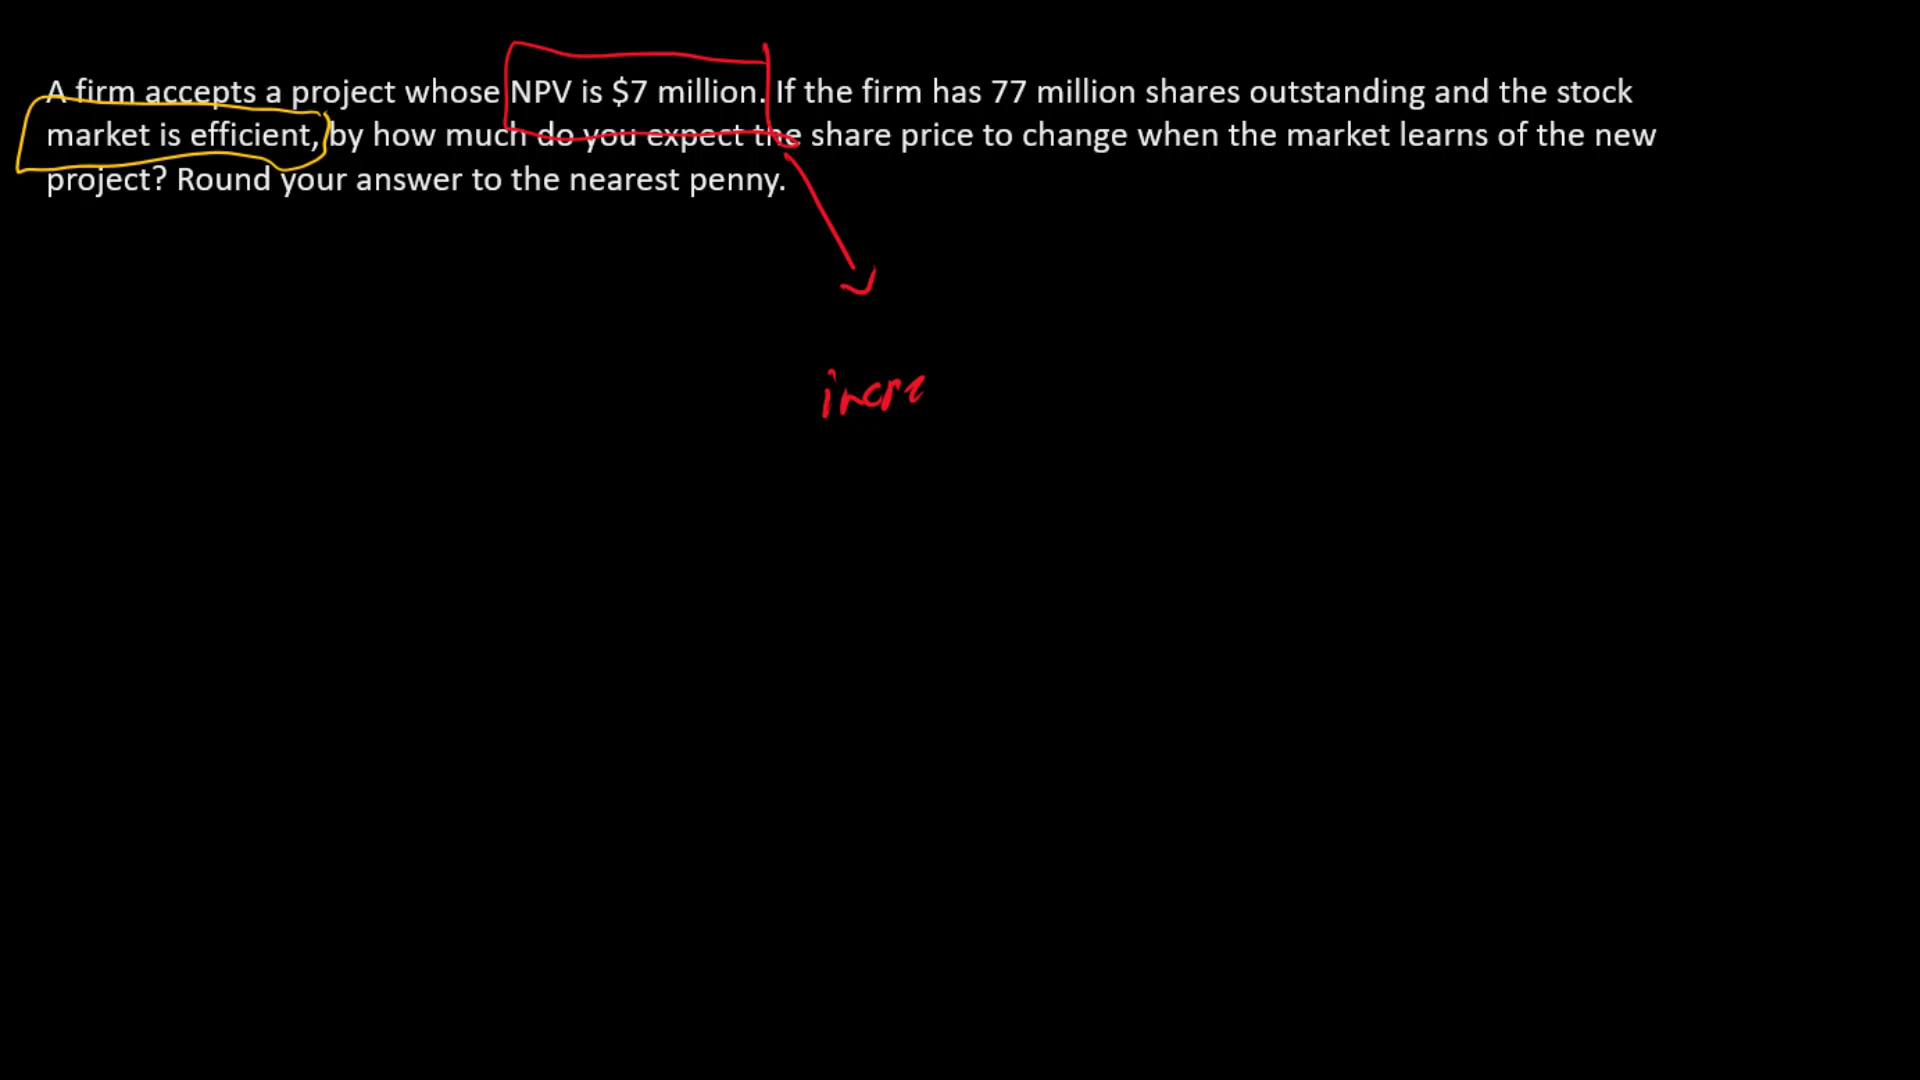 A firm accepts a project whose NPV is $7 million. If the firm has 77 million shares outstanding and the stock
market is efficient, by how much do you expect the share price to change when the market learns of the new
project? Round your answer to the nearest penny.
incre